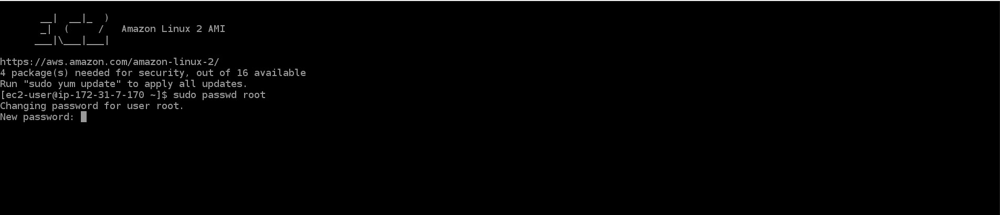 __|  __|_  )
_|  (     /   Amazon Linux 2 AMI
___|\___|___|
https://aws.amazon.com/amazon-linux-2/
4 package(s) needed for security, out of 16 available
Run "sudo yum update" to apply all updates.
[ec2-user@ip-172-31-7-170 ~]$ sudo passwd root
Changing password for user root.
New password: